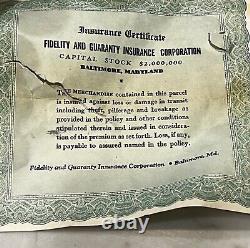 Insurance Certificate
FIDELITY AND GUARANTY INSURANCE CORPORATION
CAPITAL STOCK $2,000,000
BALTIMORE, MARYLAND
THE MERCHANDISE contained in this parcel
is insured against loss or damage in transit
including theft, pilferage and breakage as
provided in the policy and other conditions
stipulated therein and issued in consideration
of the premium as set forth. Loss, if any,
is payable to assured named in the policy.
Fidelity and Guaranty Insurance Corporation • Baltimore, Md.